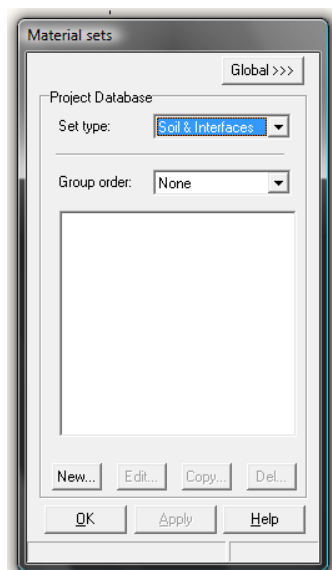 Material sets
Global >>>
Project Database
Set type: Soil & Interfaces
Group order: None
New... Edit... Copy... Del...
OK Apply Help